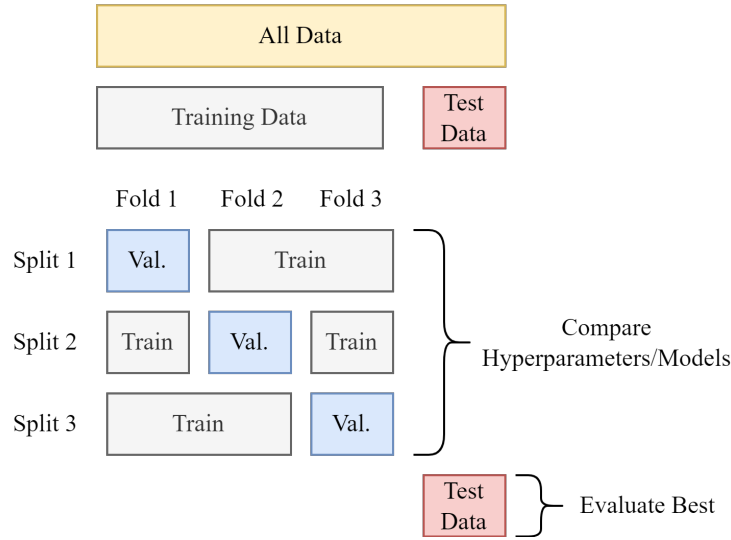 All Data
Training Data
Test
Data
Fold 1 Fold 2 Fold 3
Split 1 Val. Train
Split 2 Train Val. Train
Split 3 Train Val.
Compare
Hyperparameters/Models
Test
Data
Evaluate Best